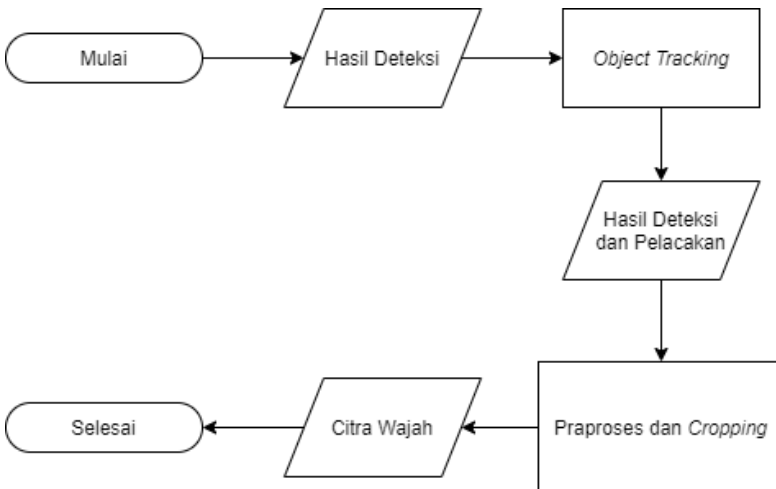 Mulai
Hasil Deteksi
Object Tracking
Hasil Deteksi
dan Pelacakan
Praproses dan Cropping
Citra Wajah
Selesai